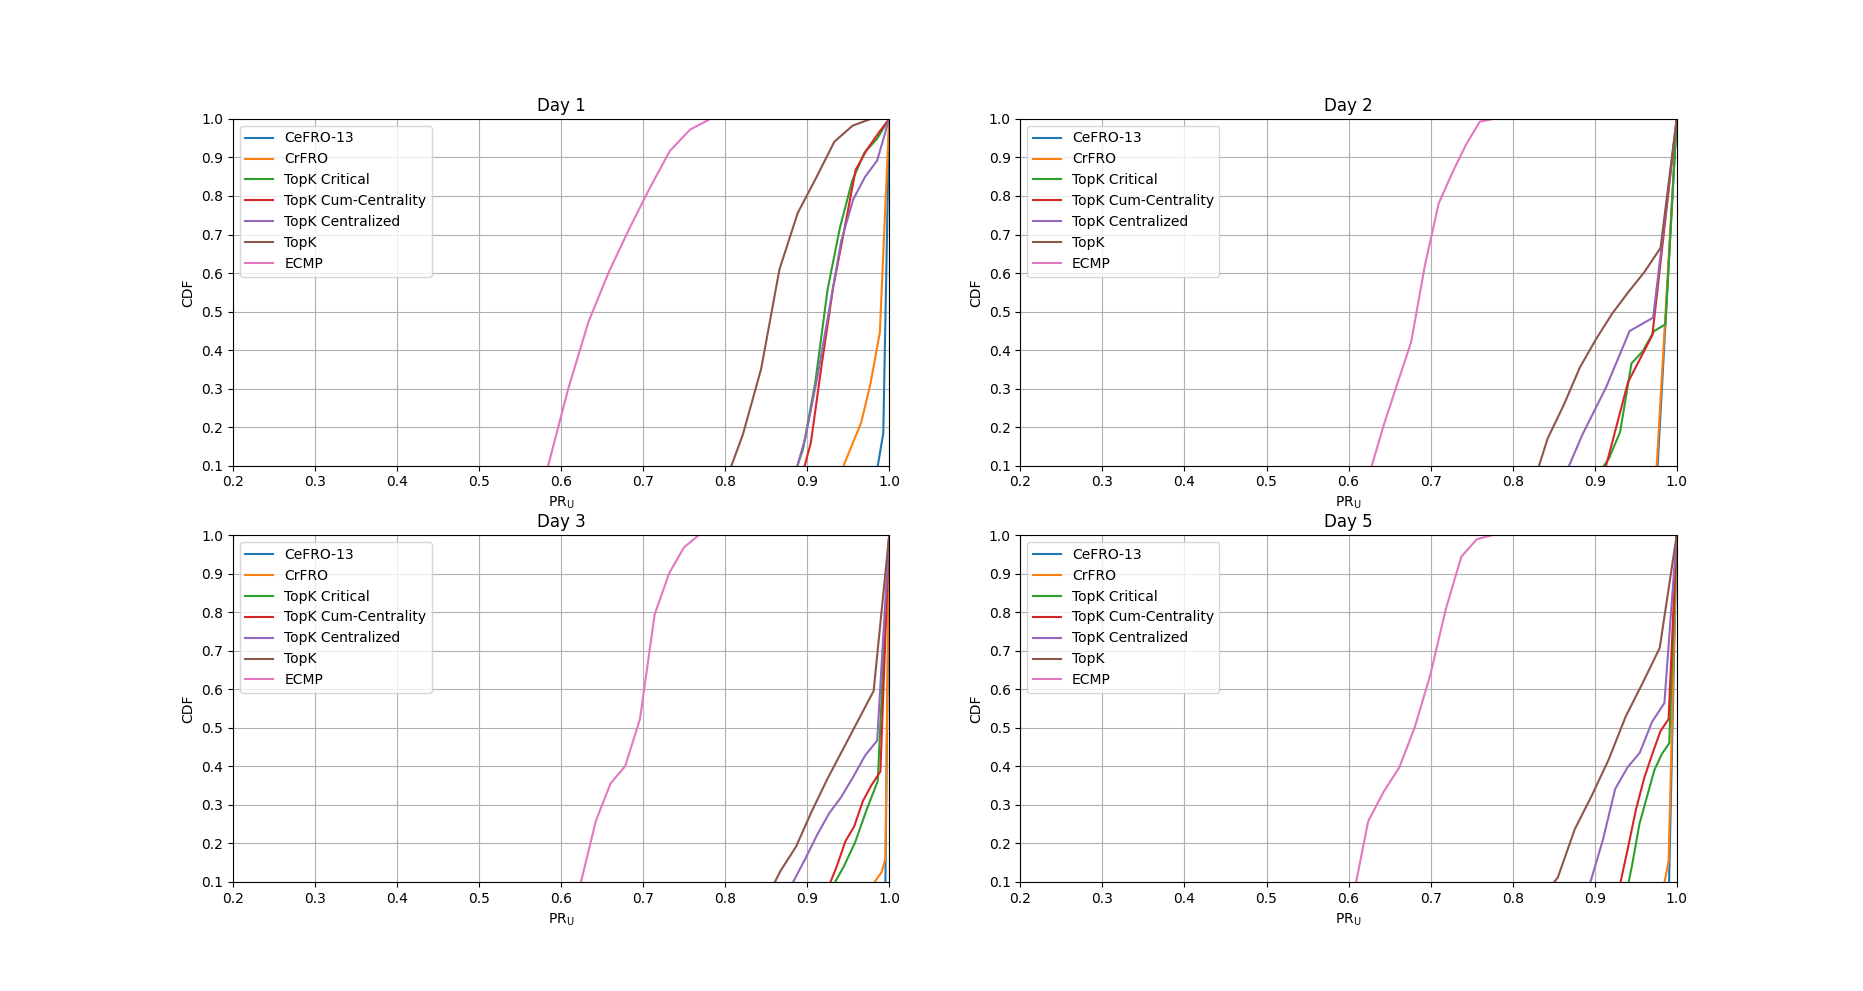 Day 1
1.0
0.9
0.8
0.7
0.6
0.5
0.4
0.3
0.2
0.1
CDF
CeFRO-13
CrFRO
TopK Critical
TopK Cum-Centrality
TopK Centralized
TopK
ECMP
0.2 0.3 0.4 0.5 0.6 0.7 0.8 0.9 1.0
PRU
Day 2
1.0
0.9
0.8
0.7
0.6
0.5
0.4
0.3
0.2
0.1
CDF
CeFRO-13
CrFRO
TopK Critical
TopK Cum-Centrality
TopK Centralized
TopK
ECMP
0.2 0.3 0.4 0.5 0.6 0.7 0.8 0.9 1.0
PRU
Day 3
1.0
0.9
0.8
0.7
0.6
0.5
0.4
0.3
0.2
0.1
CDF
CeFRO-13
CrFRO
TopK Critical
TopK Cum-Centrality
TopK Centralized
TopK
ECMP
0.2 0.3 0.4 0.5 0.6 0.7 0.8 0.9 1.0
PRU
Day 5
1.0
0.9
0.8
0.7
0.6
0.5
0.4
0.3
0.2
0.1
CDF
CeFRO-13
CrFRO
TopK Critical
TopK Cum-Centrality
TopK Centralized
TopK
ECMP
0.2 0.3 0.4 0.5 0.6 0.7 0.8 0.9 1.0
PRU